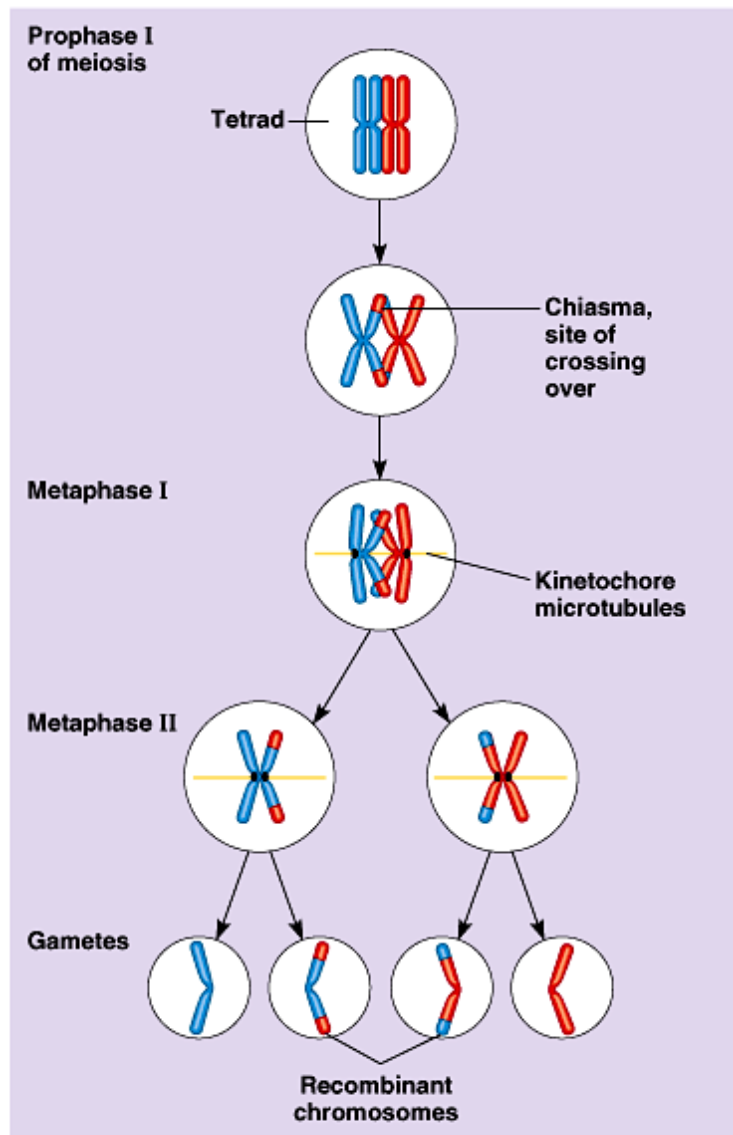 Prophase I
of meiosis
Tetrad
Chiasma,
site of
crossing
over
Metaphase I
Kinetochore
microtubules
Metaphase II
Gametes
Recombinant
chromosomes